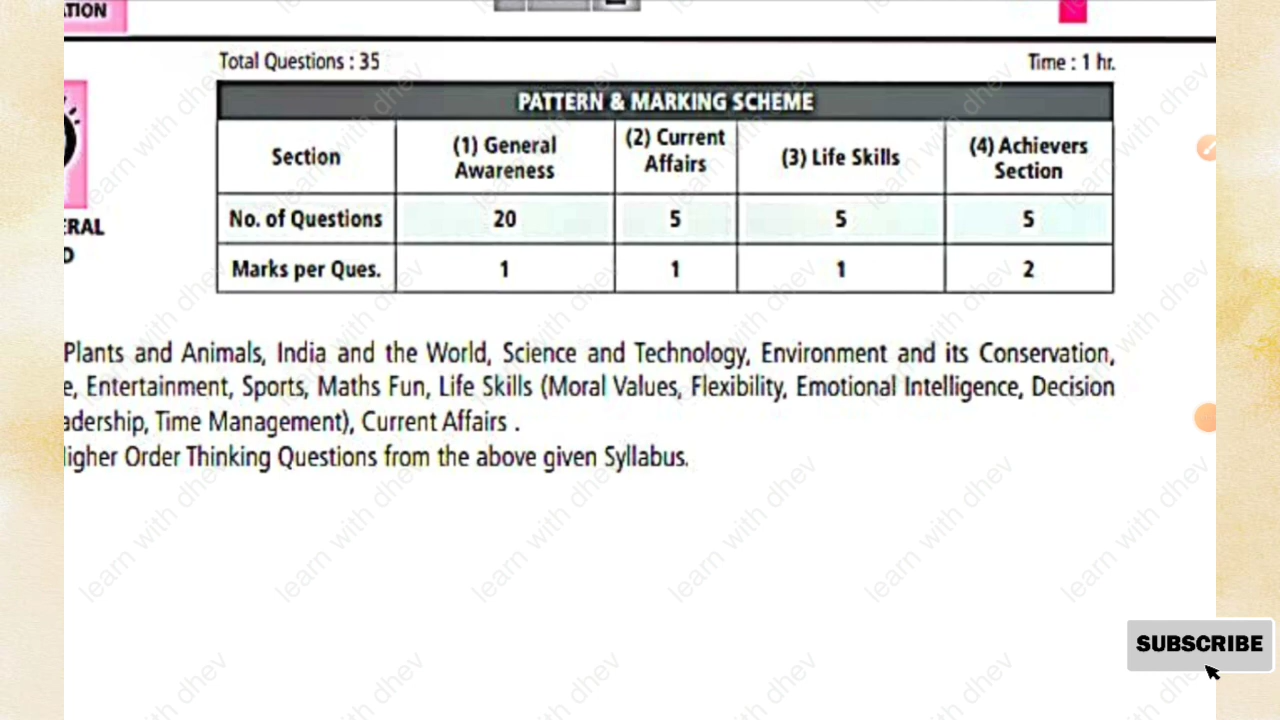 TION
Total Questions : 35 Time : 1 hr.
PATTERN & MARKING SCHEME
Section (1) General Awareness (2) Current Affairs (3) Life Skills (4) Achievers Section
No. of Questions 20 5 5 5
Marks per Ques. 1 1 1 2
ERAL
Plants and Animals, India and the World, Science and Technology, Environment and its Conservation,
e, Entertainment, Sports, Maths Fun, Life Skills (Moral Values, Flexibility, Emotional Intelligence, Decision
adership, Time Management), Current Affairs .
igher Order Thinking Questions from the above given Syllabus.
learn with dhev
SUBSCRIBE